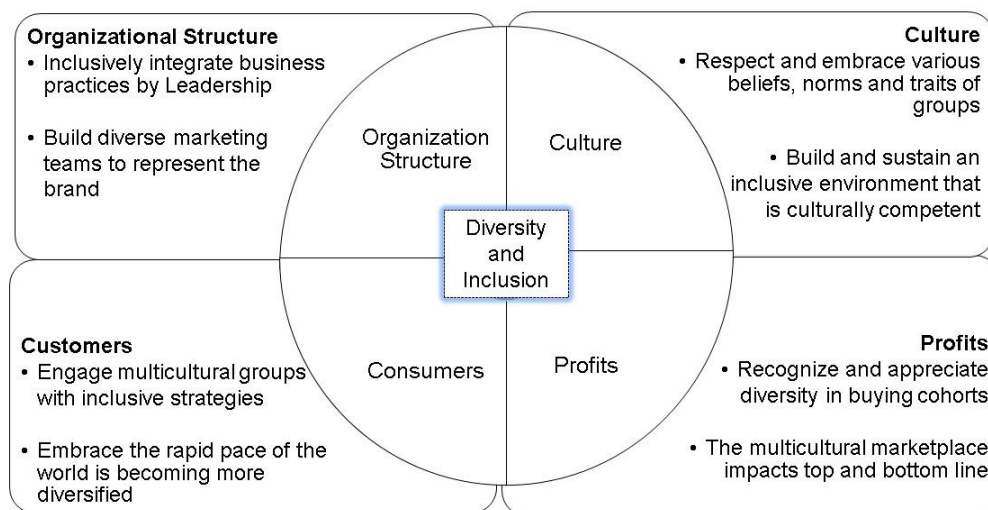 Organizational Structure
• Inclusively integrate business
practices by Leadership
• Build diverse marketing
teams to represent the
brand
Culture
• Respect and embrace various
beliefs, norms and traits of
groups
• Build and sustain an
inclusive environment that
is culturally competent
Organization
Structure
Culture
Diversity
and
Inclusion
Consumers
Profits
Customers
• Engage multicultural groups
with inclusive strategies
• Embrace the rapid pace of the
world is becoming more
diversified
Profits
• Recognize and appreciate
diversity in buying cohorts
• The multicultural marketplace
impacts top and bottom line